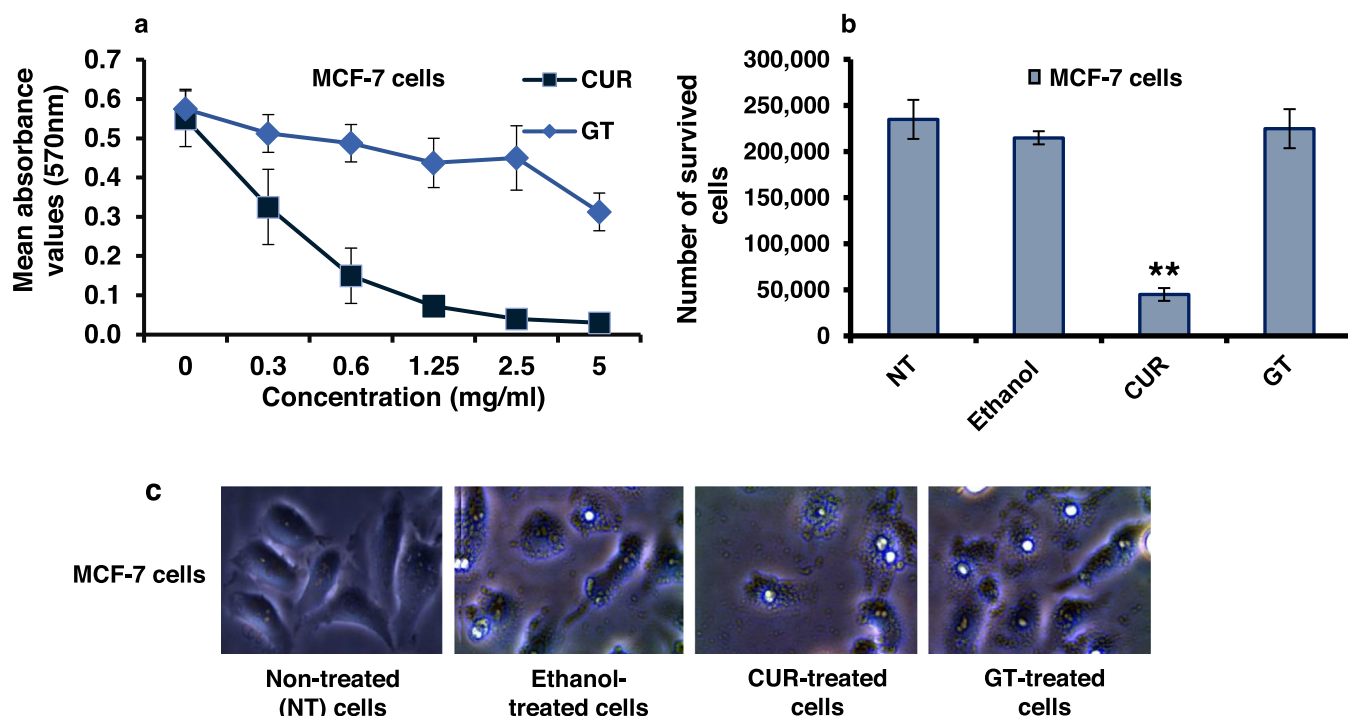 a
Mean absorbance
values (570nm)
0.7
0.6
0.5
0.4
0.3
0.2
0.1
0.0
MCF-7 cells
CUR
GT
0 0.3 0.6 1.25 2.5 5
Concentration (mg/ml)
b
Number of survived
cells
300,000
250,000
200,000
150,000
100,000
50,000
0
MCF-7 cells
**
NT
Ethanol
CUR
GT
c
MCF-7 cells
Non-treated
(NT) cells
Ethanol-
treated cells
CUR-treated
cells
GT-treated
cells